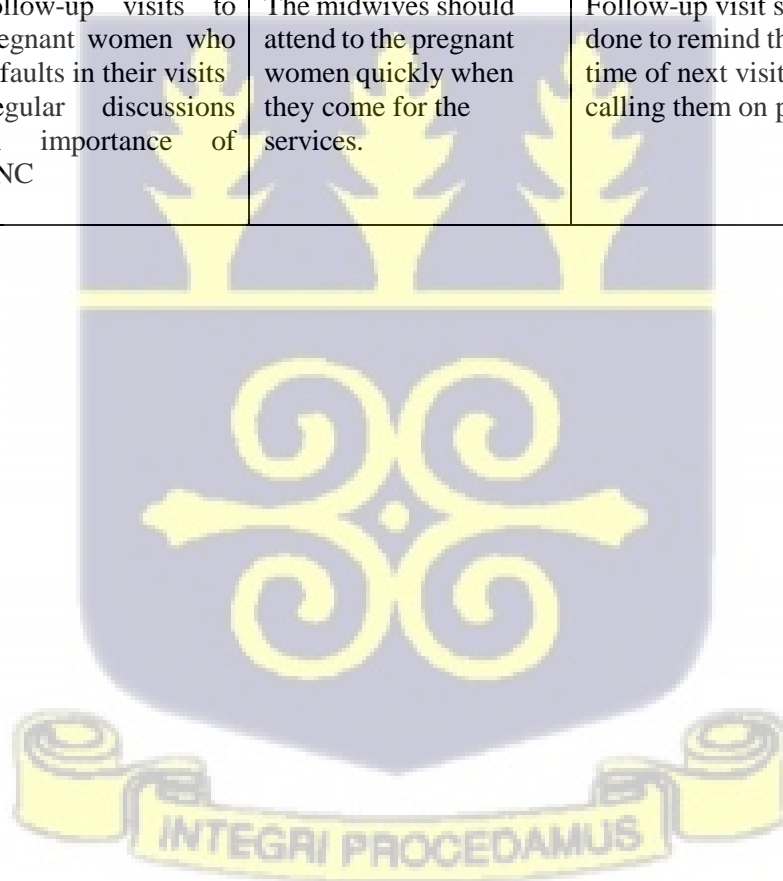 ollow-up visits to
egnant women who
faults in their visits
egular discussions
importance of
NC
The midwives should
attend to the pregnant
women quickly when
they come for the
services.
Follow-up visit s
done to remind th
time of next visit
calling them on p
INTEGRI PROCEDAMUS